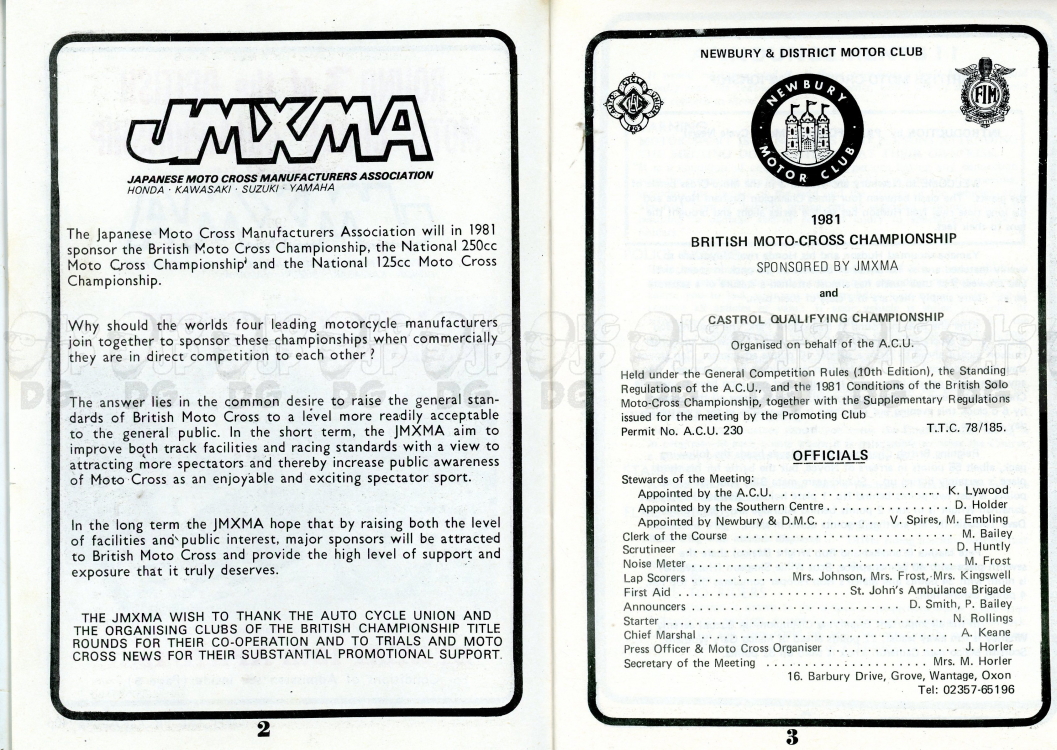 JMXMA
JAPANESE MOTO CROSS MANUFACTURERS ASSOCIATION
HONDA · KAWASAKI · SUZUKI · YAMAHA
The Japanese Moto Cross Manufacturers Association will in 1981
sponsor the British Moto Cross Championship, the National 250cc
Moto Cross Championship and the National 125cc Moto Cross
Championship.
Why should the worlds four leading motorcycle manufacturers
join together to sponsor these championships when commercially
they are in direct competition to each other ?
The answer lies in the common desire to raise the general stan-
dards of British Moto Cross to a level more readily acceptable
to the general public. In the short term, the JMXMA aim to
improve both track facilities and racing standards with a view to
attracting more spectators and thereby increase public awareness
of Moto Cross as an enjoyable and exciting spectator sport.
In the long term the JMXMA hope that by raising both the level
of facilities and public interest, major sponsors will be attracted
to British Moto Cross and provide the high level of support and
exposure that it truly deserves.
THE JMXMA WISH TO THANK THE AUTO CYCLE UNION AND
THE ORGANISING CLUBS OF THE BRITISH CHAMPIONSHIP TITLE
ROUNDS FOR THEIR CO-OPERATION AND TO TRIALS AND MOTO
CROSS NEWS FOR THEIR SUBSTANTIAL PROMOTIONAL SUPPORT.
2
NEWBURY & DISTRICT MOTOR CLUB
AUTO CYCLE UNION
1903
NEWBURY
MOTOR CLUB
FIM
1981
BRITISH MOTO-CROSS CHAMPIONSHIP
SPONSORED BY JMXMA
and
CASTROL QUALIFYING CHAMPIONSHIP
Organised on behalf of the A.C.U.
Held under the General Competition Rules (10th Edition), the Standing
Regulations of the A.C.U., and the 1981 Conditions of the British Solo
Moto-Cross Championship, together with the Supplementary Regulations
issued for the meeting by the Promoting Club
Permit No. A.C.U. 230 T.T.C. 78/185.
OFFICIALS
Stewards of the Meeting:
Appointed by the A.C.U. . . . . . . . . . . . . . . . . . . . . . K. Lywood
Appointed by the Southern Centre . . . . . . . . . . . . . . . D. Holder
Appointed by Newbury & D.M.C. . . . . . . . . V. Spires, M. Embling
Clerk of the Course . . . . . . . . . . . . . . . . . . . . . . . . . . . M. Bailey
Scrutineer . . . . . . . . . . . . . . . . . . . . . . . . . . . . . . . . . . D. Huntly
Noise Meter . . . . . . . . . . . . . . . . . . . . . . . . . . . . . . . . . M. Frost
Lap Scorers . . . . . . . . . . . Mrs. Johnson, Mrs. Frost, Mrs. Kingswell
First Aid . . . . . . . . . . . . . . . . . . . . . St. John's Ambulance Brigade
Announcers . . . . . . . . . . . . . . . . . . . . . . . . . . D. Smith, P. Bailey
Starter . . . . . . . . . . . . . . . . . . . . . . . . . . . . . . . . . . . N. Rollings
Chief Marshal . . . . . . . . . . . . . . . . . . . . . . . . . . . . . . . A. Keane
Press Officer & Moto Cross Organiser . . . . . . . . . . . . . . . . J. Horler
Secretary of the Meeting . . . . . . . . . . . . . . . . . . . . Mrs. M. Horler
16. Barbury Drive, Grove, Wantage, Oxon
Tel: 02357-65196
3